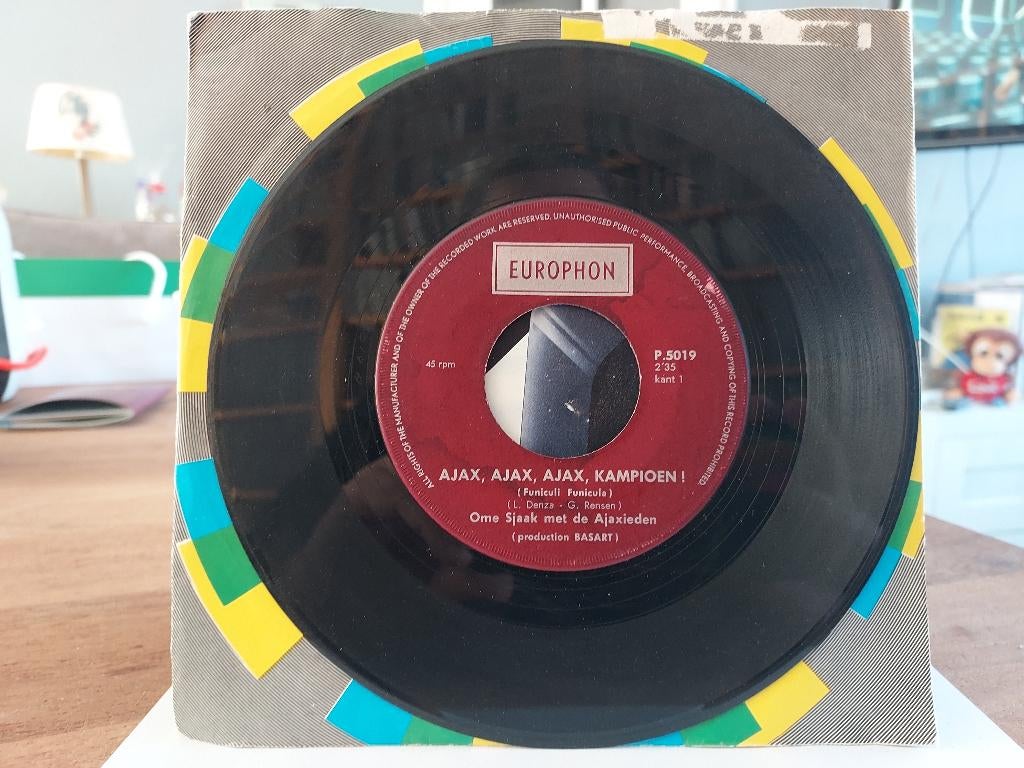 ALL RIGHTS OF THE MANUFACTURER AND OF THE OWNER OF THE RECORDED WORK ARE RESERVED. UNAUTHORISED PUBLIC PERFORMANCE, BROADCASTING AND COPYING OF THIS RECORD PROHIBITED
EUROPHON
45 rpm
P.5019
2'35
kant 1
AJAX, AJAX, AJAX, KAMPIOEN !
(Funiculi Funicula)
(L. Denza - G. Rensen)
Ome Sjaak met de Ajaxieden
(production BASART)